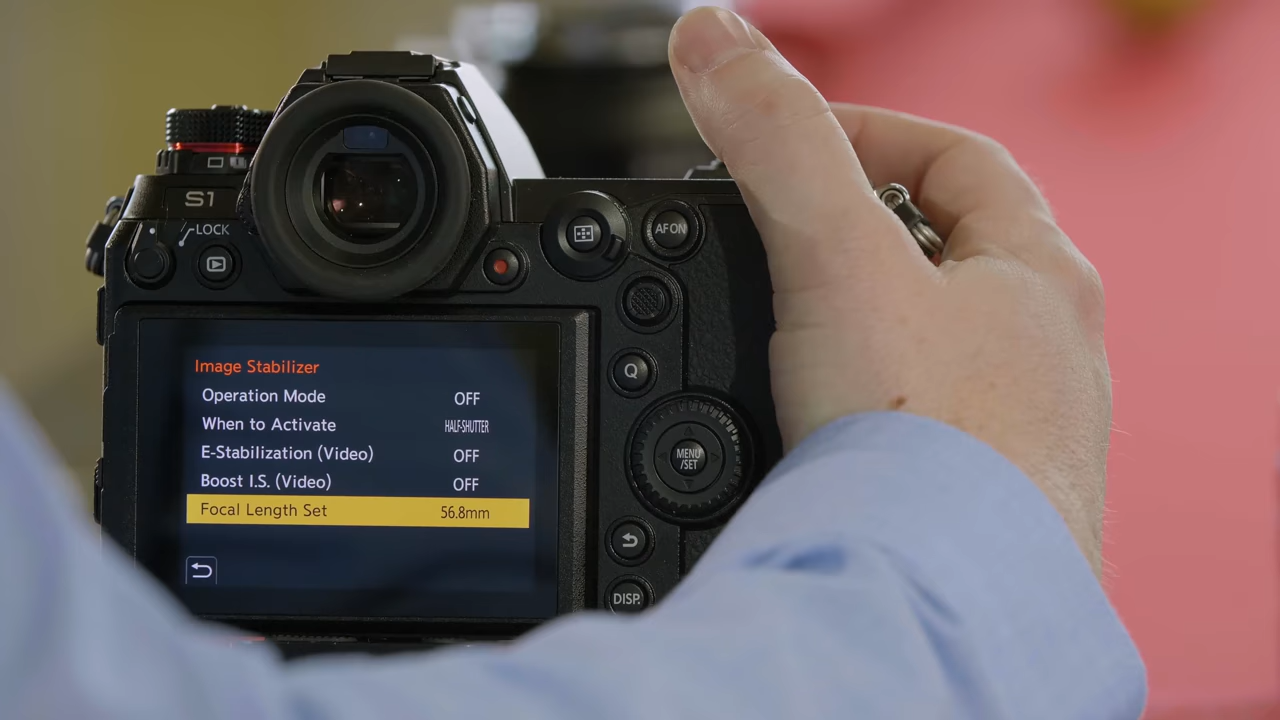 S1
LOCK
AF ON
Q
MENU
/SET
DISP.
Image Stabilizer
Operation Mode OFF
When to Activate HALF-SHUTTER
E-Stabilization (Video) OFF
Boost I.S. (Video) OFF
Focal Length Set 56.8mm